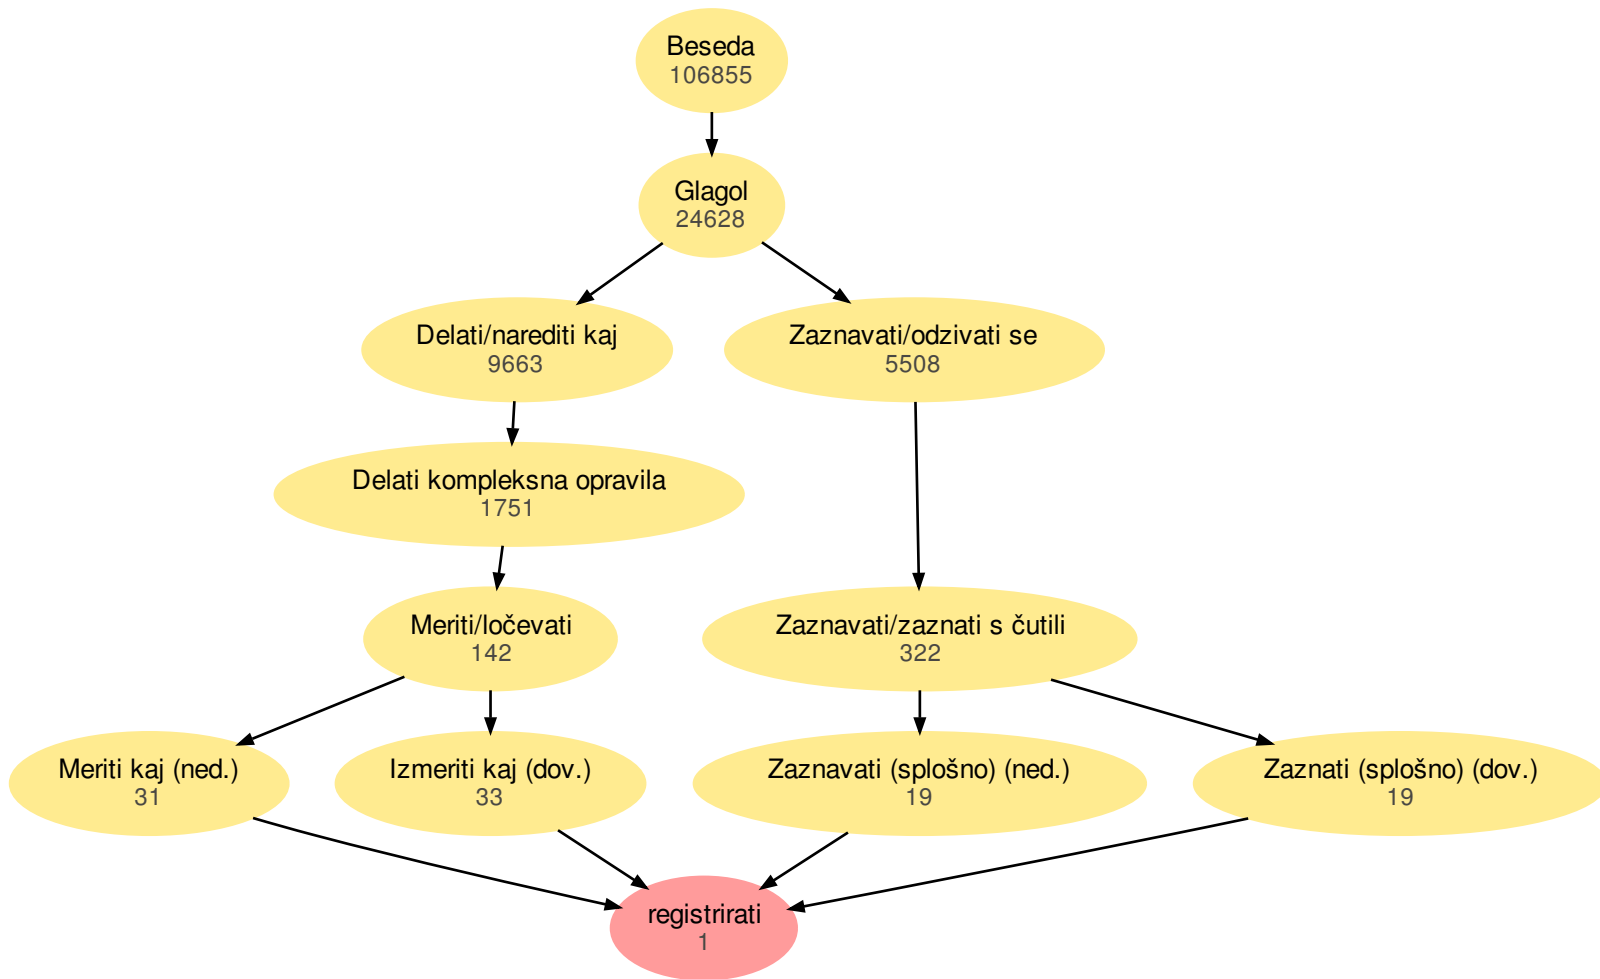 Beseda
106855
Glagol
24628
Delati/narediti kaj
9663
Zaznavati/odzivati se
5508
Delati kompleksna opravila
1751
Meriti/ločevati
142
Zaznavati/zaznati s čutili
322
Meriti kaj (ned.)
31
Izmeriti kaj (dov.)
33
Zaznavati (splošno) (ned.)
19
Zaznati (splošno) (dov.)
19
registrirati
1